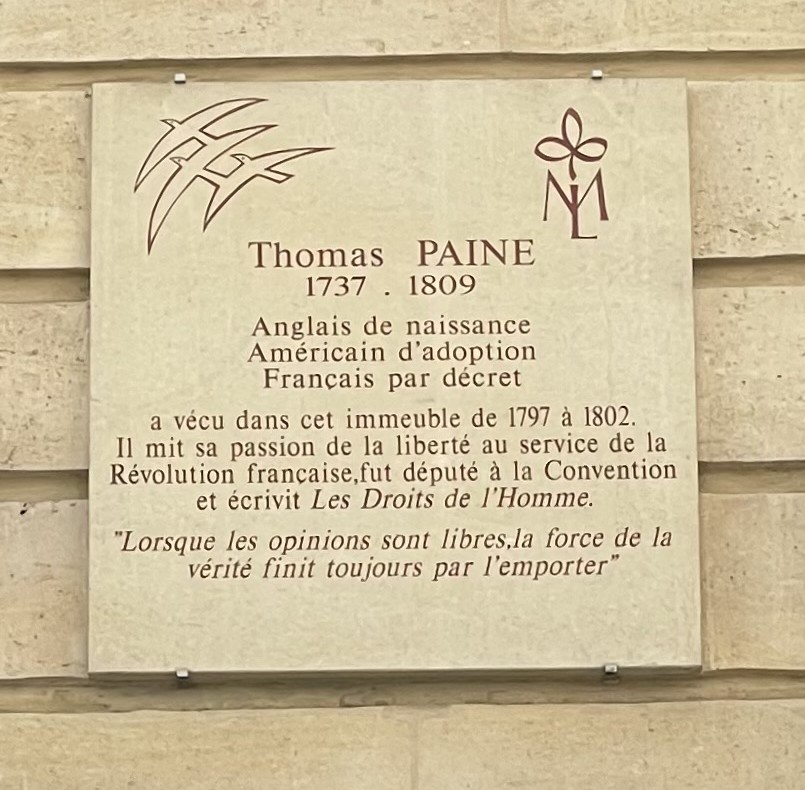 Thomas PAINE
1737 . 1809
Anglais de naissance
Américain d'adoption
Français par décret
a vécu dans cet immeuble de 1797 à 1802.
Il mit sa passion de la liberté au service de la
Révolution française,fut député à la Convention
et écrivit Les Droits de l'Homme.
"Lorsque les opinions sont libres,la force de la
vérité finit toujours par l'emporter"